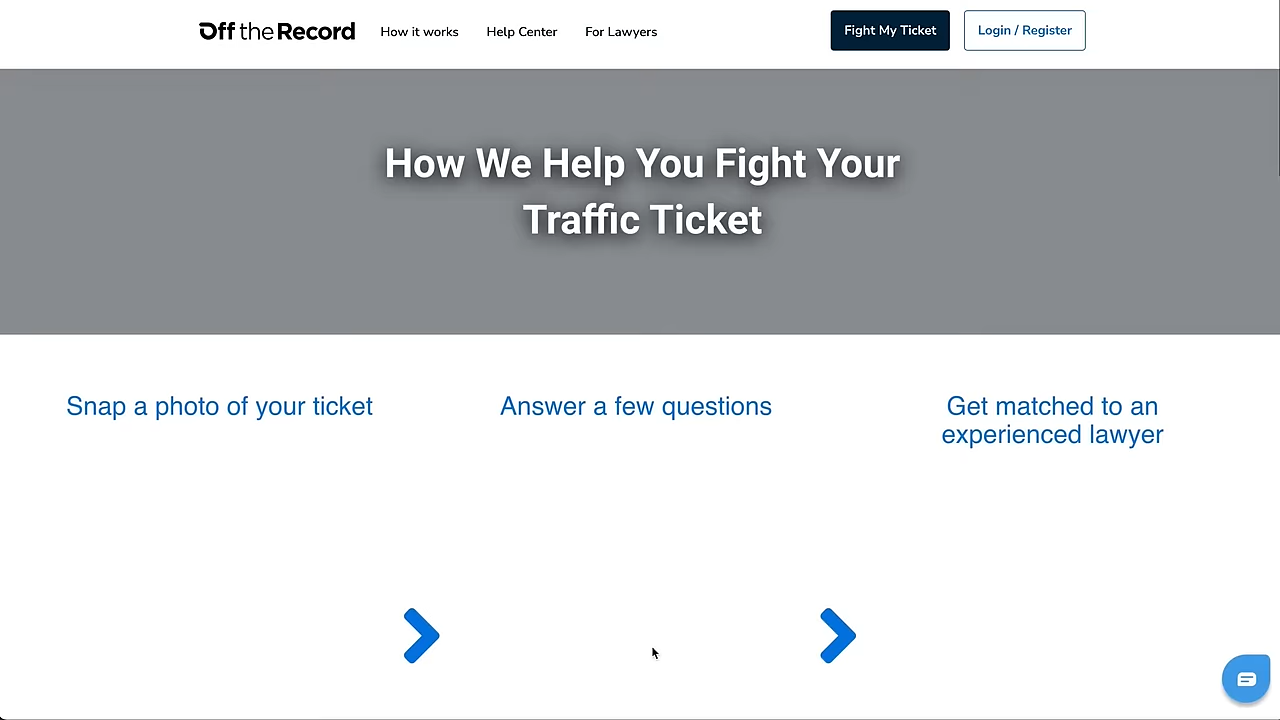 Off the Record
How it works
Help Center
For Lawyers
Fight My Ticket
Login / Register
How We Help You Fight Your
Traffic Ticket
Snap a photo of your ticket
Answer a few questions
Get matched to an
experienced lawyer